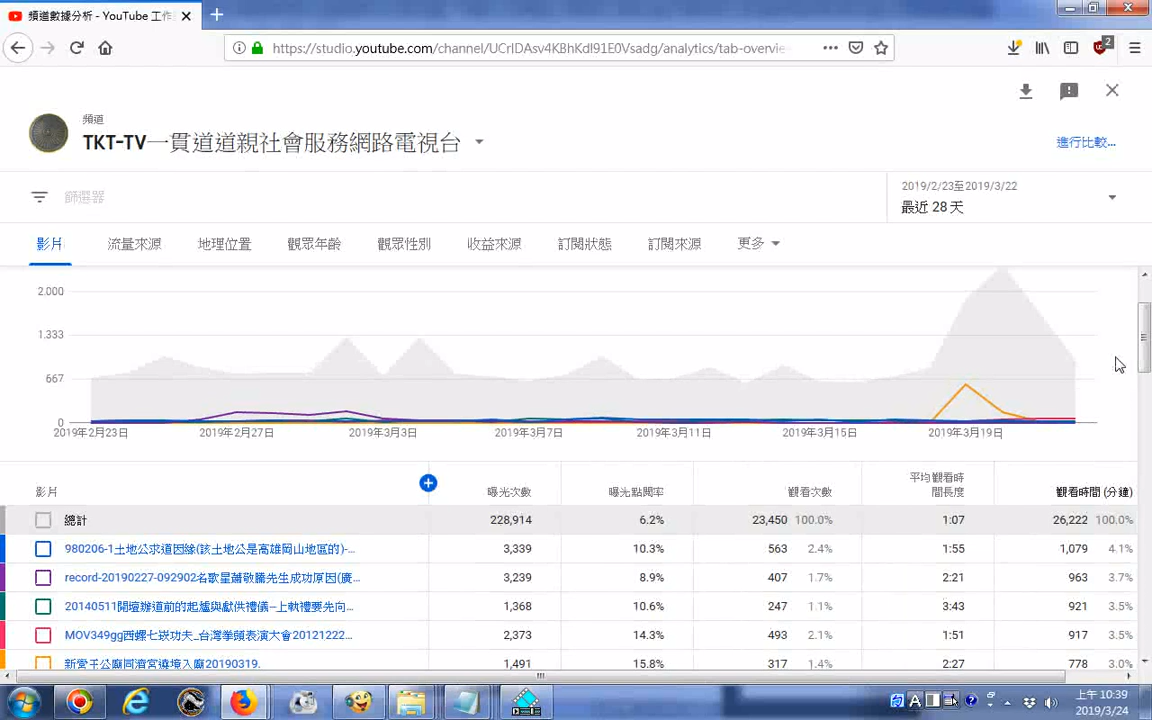 頻道數據分析 - YouTube 工作
https://studio.youtube.com/channel/UCrIDAsv4KBhKdI91E0Vsadg/analytics/tab-overvie
2
頻道
TKT-TV一貫道道親社會服務網路電視台
進行比較...
篩選器
2019/2/23至2019/3/22
最近 28 天
影片 流量來源 地理位置 觀眾年齡 觀眾性別 收益來源 訂閱狀態 訂閱來源 更多
2.000
1.333
667
0
2019年2月23日 2019年2月27日 2019年3月3日 2019年3月7日 2019年3月11日 2019年3月15日 2019年3月19日
影片 曝光次數 曝光點閱率 觀看次數 平均觀看時間長度 觀看時間 (分鐘)
總計 228,914 6.2% 23,450 100.0% 1:07 26,222 100.0%
980206-1土地公求道因緣(該土地公是高雄岡山地區的)-... 3,339 10.3% 563 2.4% 1:55 1,079 4.1%
record-20190227-092902名歌星蕭敬騰先生成功原因(廣... 3,239 8.9% 407 1.7% 2:21 963 3.7%
20140511開壇辦道前的起爐與獻供禮儀--上執禮要先向... 1,368 10.6% 247 1.1% 3:43 921 3.5%
MOV349gg西螺七崁功夫_台灣拳頭表演大會20121222... 2,373 14.3% 493 2.1% 1:51 917 3.5%
新營子公廟同濟宮遶境入廟20190319. 1,491 15.8% 317 1.4% 2:27 778 3.0%
A
上午 10:39
2019/3/24